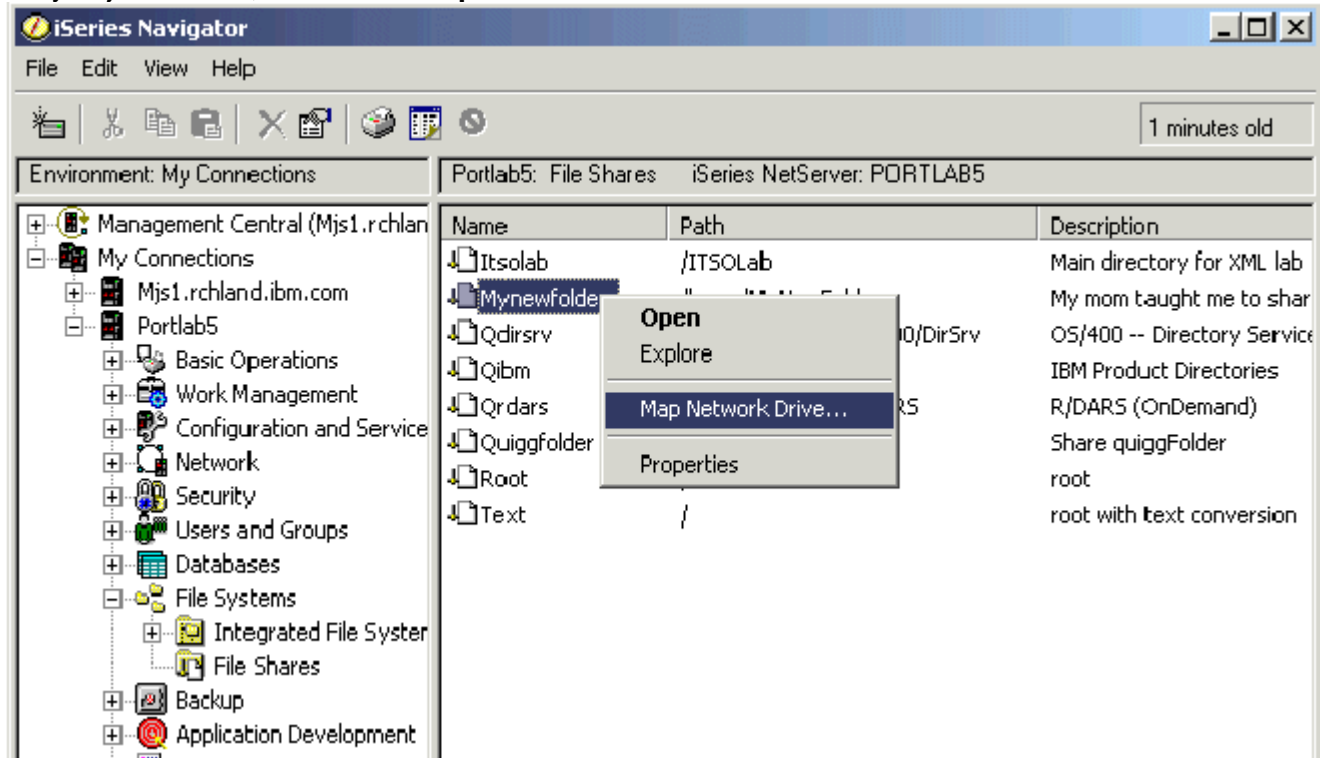 iSeries Navigator
File Edit View Help
1 minutes old
Environment: My Connections
Portlab5: File Shares iSeries NetServer: PORTLAB5
Management Central (Mjs1.rchlan
My Connections
Mjs1.rchland.ibm.com
Portlab5
Basic Operations
Work Management
Configuration and Service
Network
Security
Users and Groups
Databases
File Systems
Integrated File Syster
File Shares
Backup
Application Development
Name Path Description
Itsolab /ITSOLab Main directory for XML lab
Mynewfolde My mom taught me to shar
Qdirsrv 00/DirSrv OS/400 -- Directory Service
Qibm IBM Product Directories
Qrdars RS R/DARS (OnDemand)
Quiggfolder Share quiggFolder
Root root
Text / root with text conversion
Open
Explore
Map Network Drive...
Properties